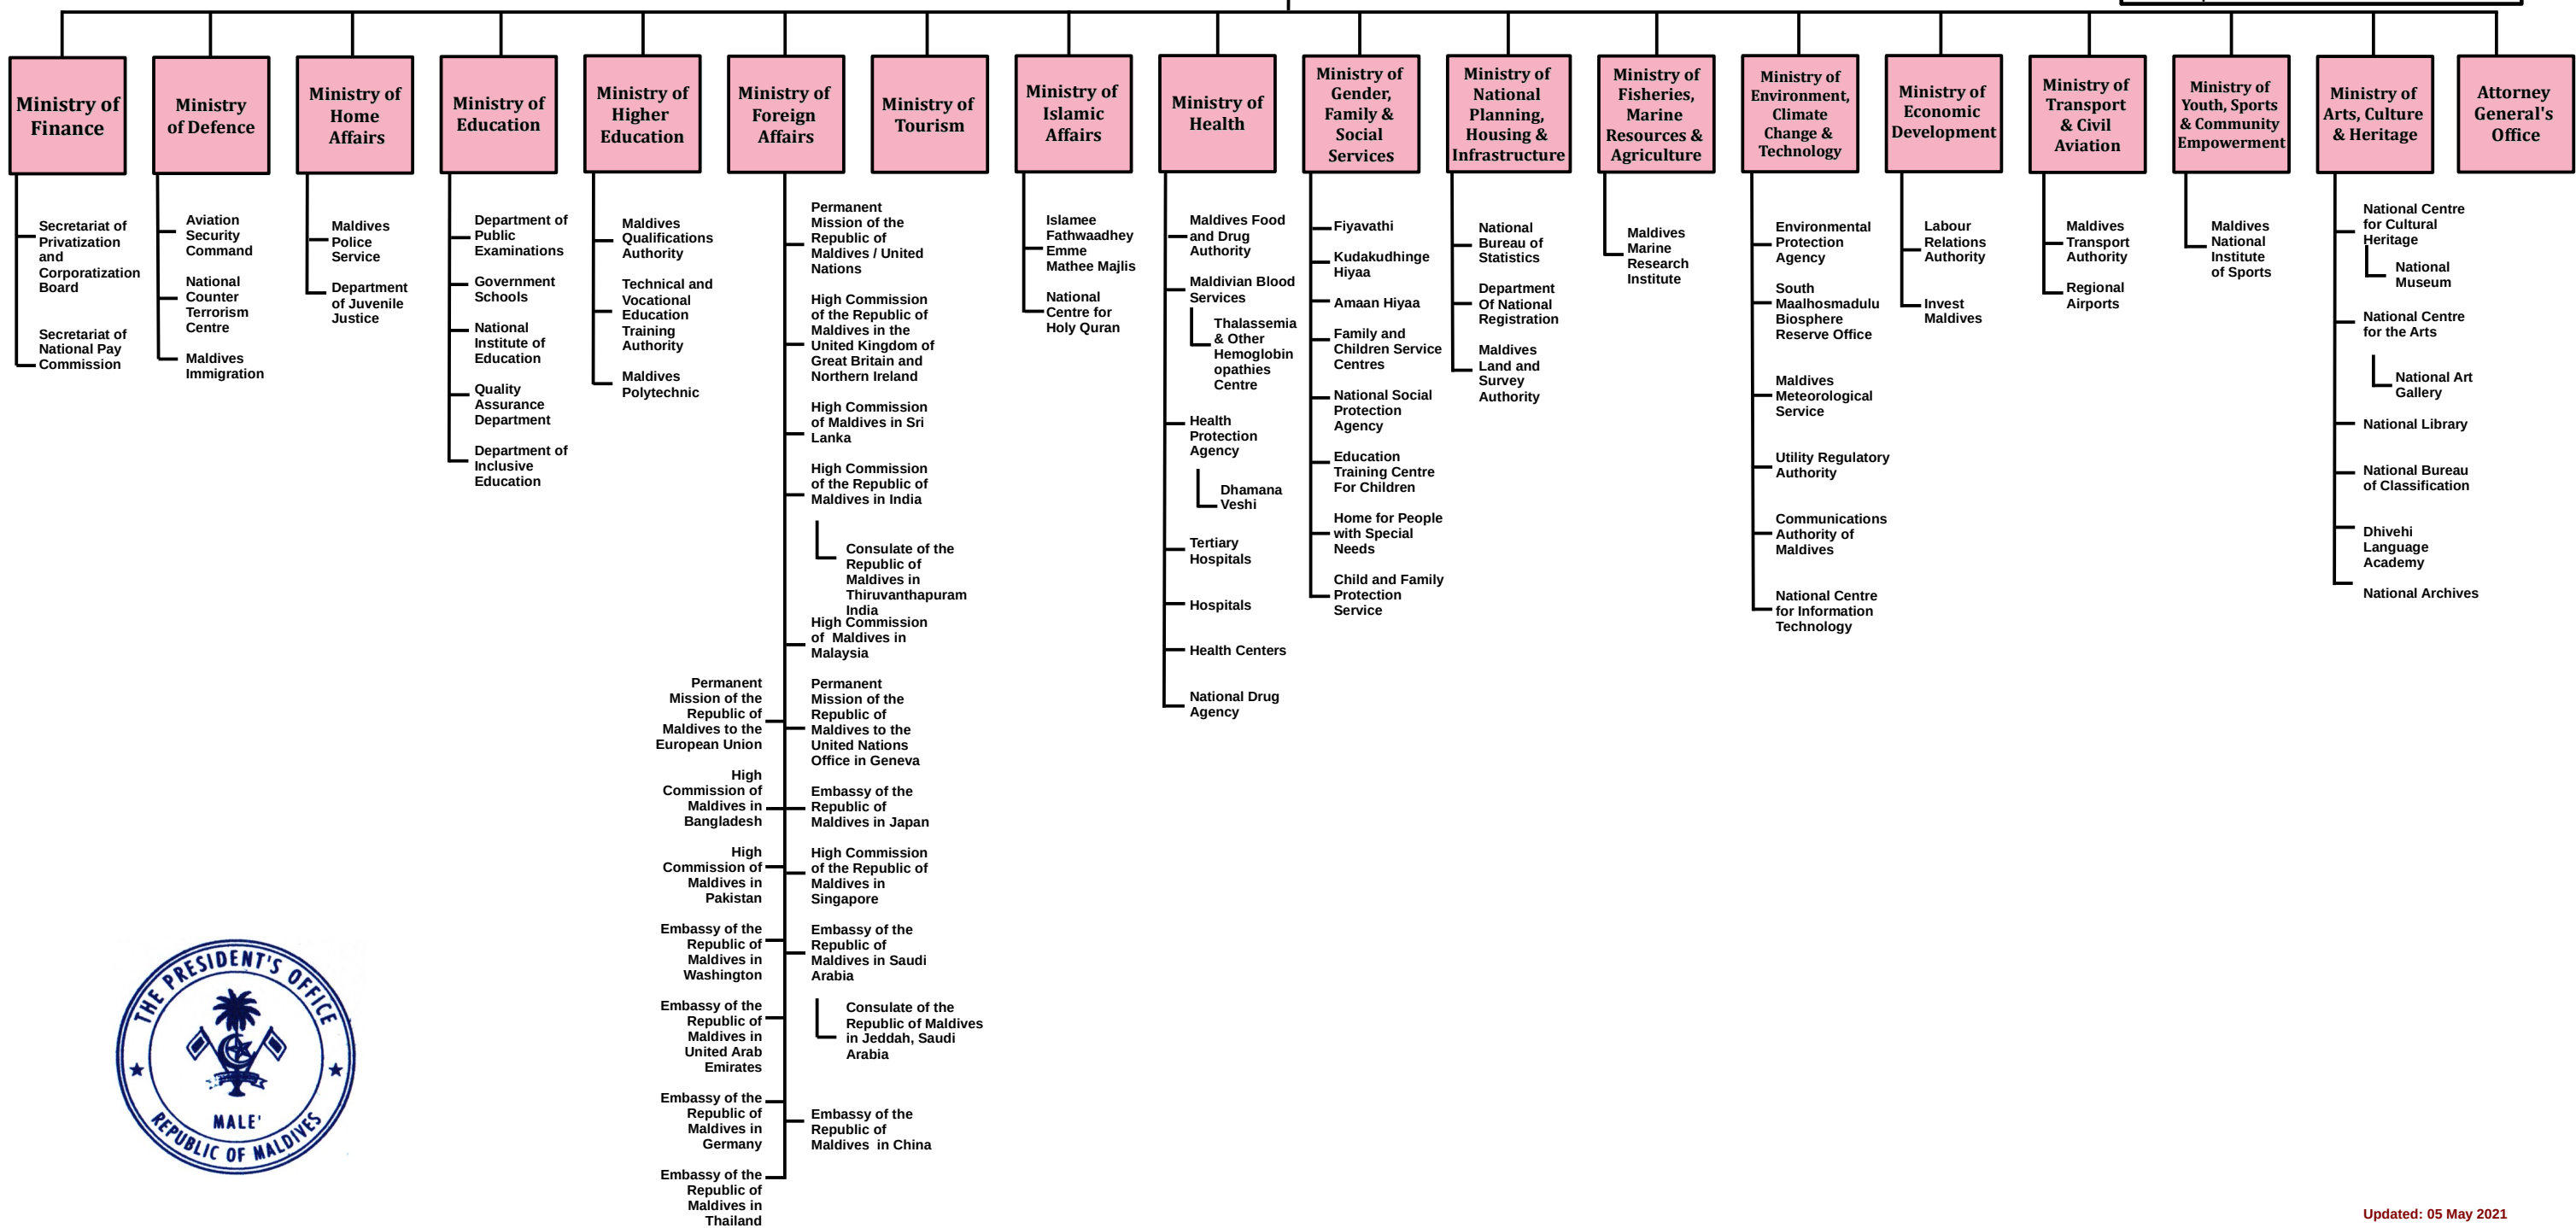 Ministry of
Finance
Secretariat of
Privatization
and
Corporatization
Board
Secretariat of
National Pay
Commission
Ministry
of Defence
Aviation
Security
Command
National
Counter
Terrorism
Centre
Maldives
Immigration
Ministry of
Home
Affairs
Maldives
Police
Service
Department
of Juvenile
Justice
Ministry of
Education
Department of
Public
Examinations
Government
Schools
National
Institute of
Education
Quality
Assurance
Department
Department of
Inclusive
Education
Ministry of
Higher
Education
Maldives
Qualifications
Authority
Technical and
Vocational
Education
Training
Authority
Maldives
Polytechnic
Ministry of
Foreign
Affairs
Permanent
Mission of the
Republic of
Maldives / United
Nations
High Commission
of the Republic of
Maldives in the
United Kingdom of
Great Britain and
Northern Ireland
High Commission
of Maldives in Sri
Lanka
High Commission
of the Republic of
Maldives in India
Consulate of the
Republic of
Maldives in
Thiruvanthapuram
India
High Commission
of Maldives in
Malaysia
Permanent
Mission of the
Republic of
Maldives to the
European Union
Permanent
Mission of the
Republic of
Maldives to the
United Nations
Office in Geneva
High
Commission of
Maldives in
Bangladesh
Embassy of the
Republic of
Maldives in Japan
High
Commission of
Maldives in
Pakistan
High Commission
of the Republic of
Maldives in
Singapore
Embassy of the
Republic of
Maldives in
Washington
Embassy of the
Republic of
Maldives in Saudi
Arabia
Embassy of the
Republic of
Maldives in
United Arab
Emirates
Consulate of the
Republic of Maldives
in Jeddah, Saudi
Arabia
Embassy of the
Republic of
Maldives in
Germany
Embassy of the
Republic of
Maldives in China
Embassy of the
Republic of
Maldives in
Thailand
Ministry of
Tourism
Ministry of
Islamic
Affairs
Islamee
Fathwaadhey
Emme
Mathee Majlis
National
Centre for
Holy Quran
Ministry of
Health
Maldives Food
and Drug
Authority
Maldivian Blood
Services
Thalassemia
& Other
Hemoglobin
opathies
Centre
Health
Protection
Agency
Dhamana
Veshi
Tertiary
Hospitals
Hospitals
Health Centers
National Drug
Agency
Ministry of
Gender,
Family &
Social
Services
Fiyavathi
Kudakudhinge
Hiyaa
Amaan Hiyaa
Family and
Children Service
Centres
National Social
Protection
Agency
Education
Training Centre
For Children
Home for People
with Special
Needs
Child and Family
Protection
Service
Ministry of
National
Planning,
Housing &
Infrastructure
National
Bureau of
Statistics
Department
Of National
Registration
Maldives
Land and
Survey
Authority
Ministry of
Fisheries,
Marine
Resources &
Agriculture
Maldives
Marine
Research
Institute
Ministry of
Environment,
Climate
Change &
Technology
Environmental
Protection
Agency
South
Maalhosmadulu
Biosphere
Reserve Office
Maldives
Meteorological
Service
Utility Regulatory
Authority
Communications
Authority of
Maldives
National Centre
for Information
Technology
Ministry of
Economic
Development
Labour
Relations
Authority
Invest
Maldives
Ministry of
Transport
& Civil
Aviation
Maldives
Transport
Authority
Regional
Airports
Ministry of
Youth, Sports
& Community
Empowerment
Maldives
National
Institute
of Sports
Ministry of
Arts, Culture
& Heritage
National Centre
for Cultural
Heritage
National
Museum
National Centre
for the Arts
National Art
Gallery
National Library
National Bureau
of Classification
Dhivehi
Language
Academy
National Archives
Attorney
General's
Office
THE PRESIDENT'S OFFICE
MALE'
REPUBLIC OF MALDIVES
Updated: 05 May 2021